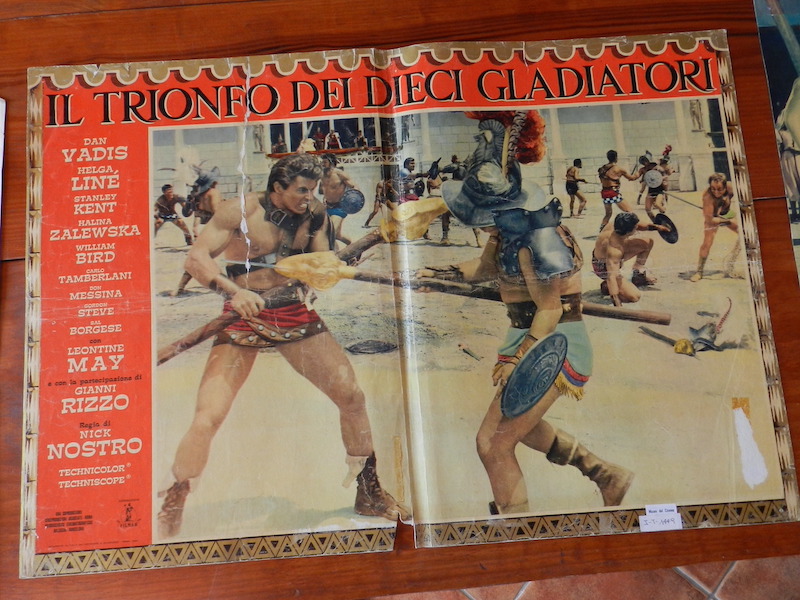 IL TRIONFO DEI DIECI GLADIATORI
DAN
VADIS
HELGA
LINÉ
STANLEY
KENT
HALINA
ZALEWSKA
WILLIAM
BIRD
CARLO
TAMBERLANI
DON
MESSINA
GORDON
STEVE
SAL
BORGESE
con
LEONTINE
MAY
e con la partecipazione di
GIANNI
RIZZO
Regia di
NICK
NOSTRO
TECHNICOLOR®
TECHNISCOPE®